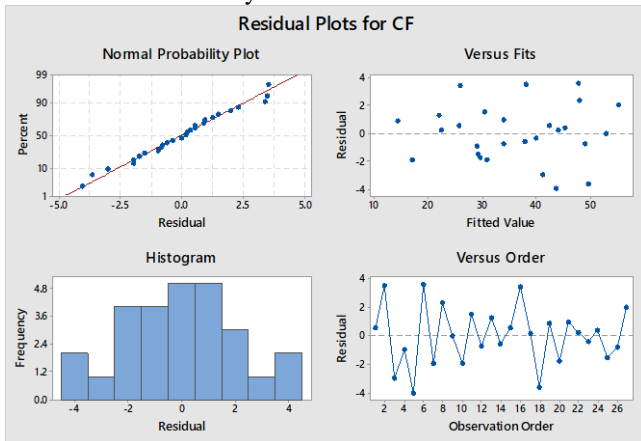 Residual Plots for CF
Normal Probability Plot
99
90
50
10
1
Percent
-5.0 -2.5 0.0 2.5 5.0
Residual
Versus Fits
4
2
0
-2
-4
Residual
10 20 30 40 50
Fitted Value
Histogram
4.8
3.6
2.4
1.2
0.0
Frequency
-4 -2 0 2 4
Residual
Versus Order
4
2
0
-2
-4
Residual
2 4 6 8 10 12 14 16 18 20 22 24 26
Observation Order